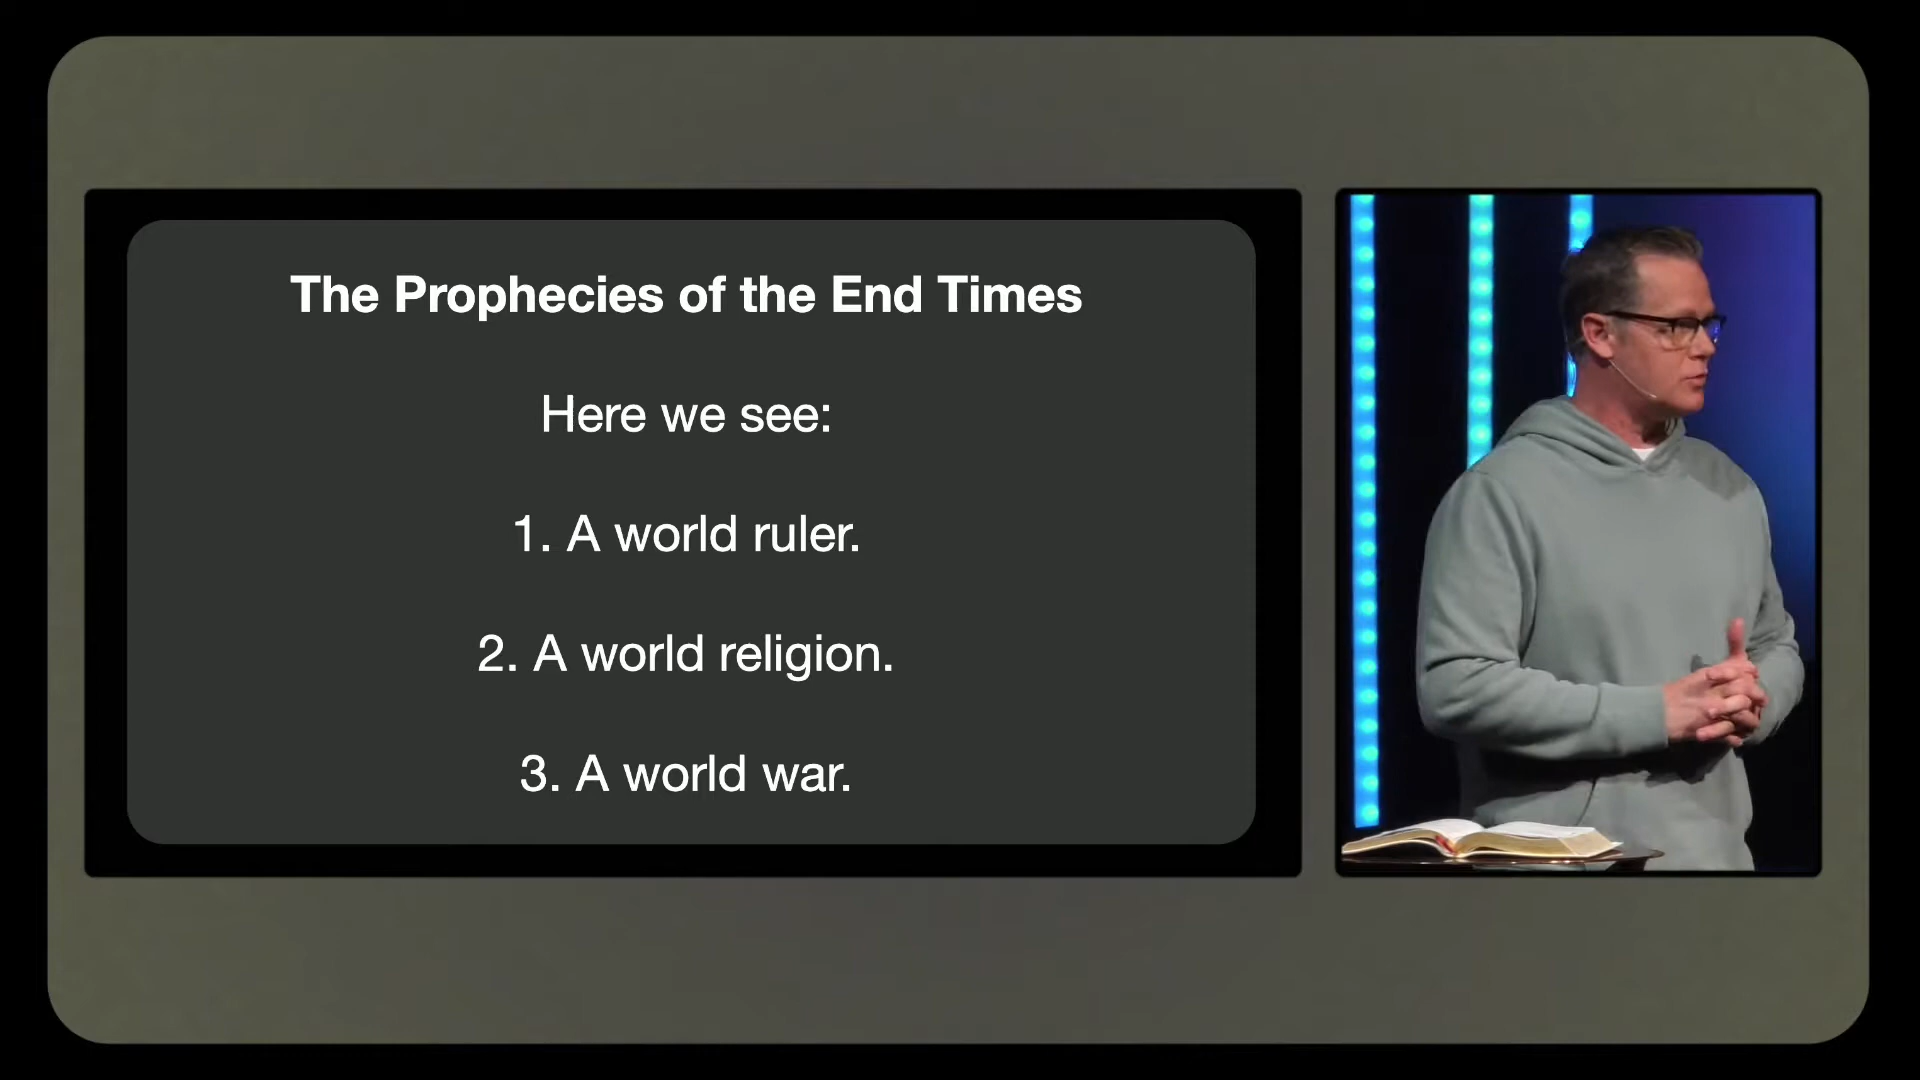 The Prophecies of the End Times
Here we see:
1. A world ruler.
2. A world religion.
3. A world war.